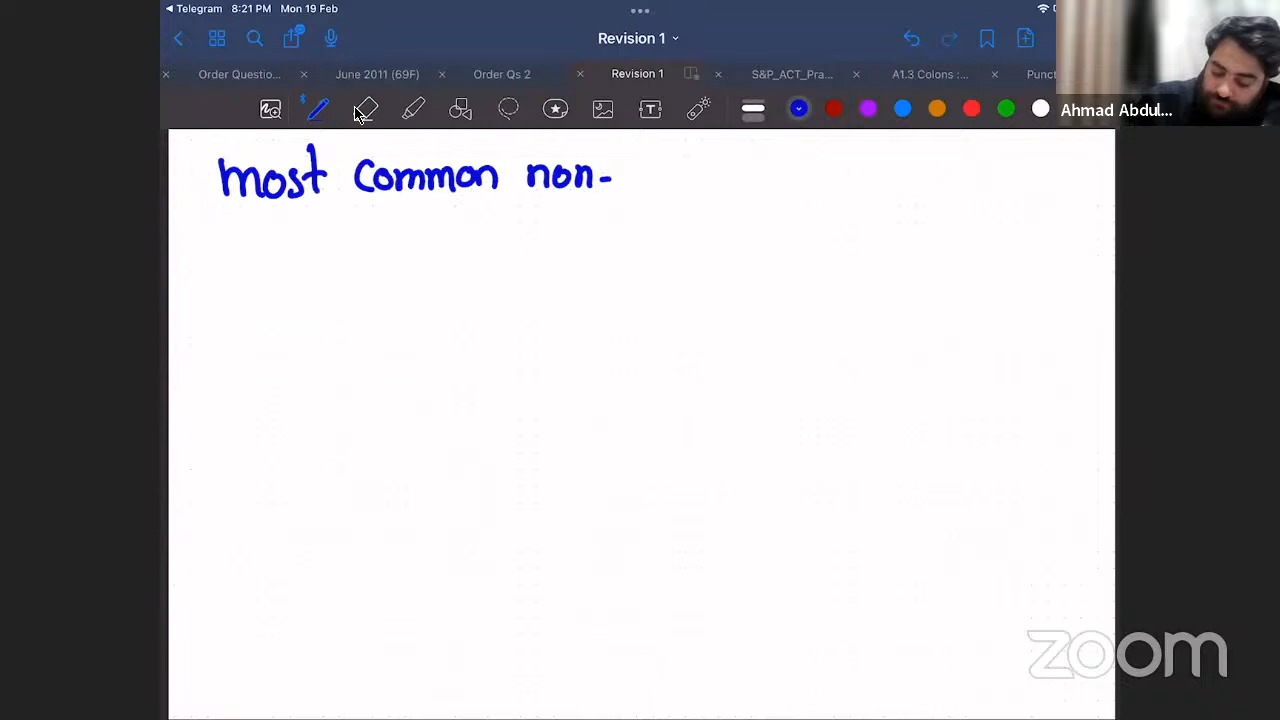 Telegram 8:21 PM Mon 19 Feb
Revision 1
Order Questio... June 2011 (69F) Order Qs 2 Revision 1 S&P_ACT_Pra... A1.3 Colons :... Punct
T
Ahmad Abdul...
most common non-
zoom